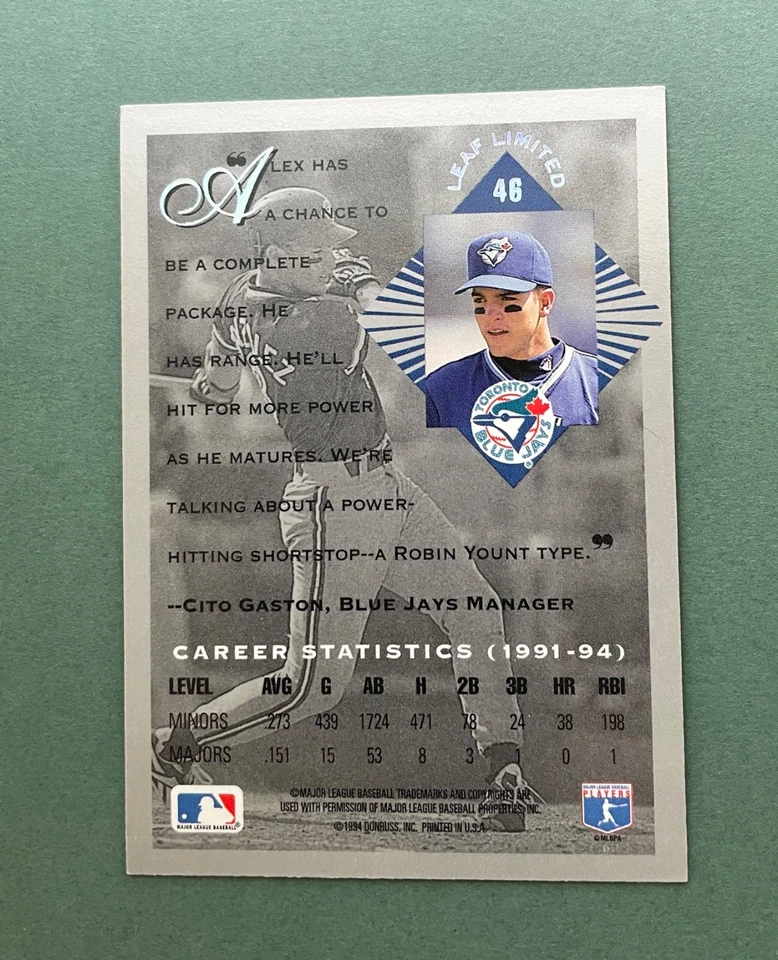 “ALEX HAS
A CHANCE TO
BE A COMPLETE
PACKAGE. HE
HAS RANGE. HE'LL
HIT FOR MORE POWER
AS HE MATURES. WE'RE
TALKING ABOUT A POWER-
HITTING SHORTSTOP--A ROBIN YOUNT TYPE.”
--CITO GASTON, BLUE JAYS MANAGER
LEAF LIMITED
46
TORONTO
BLUE JAYS
CAREER STATISTICS (1991-94)
LEVEL AVG G AB H 2B 3B HR RBI
MINORS .273 439 1724 471 78 24 38 198
MAJORS .151 15 53 8 3 1 0 1
MAJOR LEAGUE BASEBALL
©MAJOR LEAGUE BASEBALL TRADEMARKS AND COPYRIGHTS ARE
USED WITH PERMISSION OF MAJOR LEAGUE BASEBALL PROPERTIES, INC.
©1994 DONRUSS, INC. PRINTED IN U.S.A.
MAJOR LEAGUE BASEBALL
PLAYERS
©MLBPA